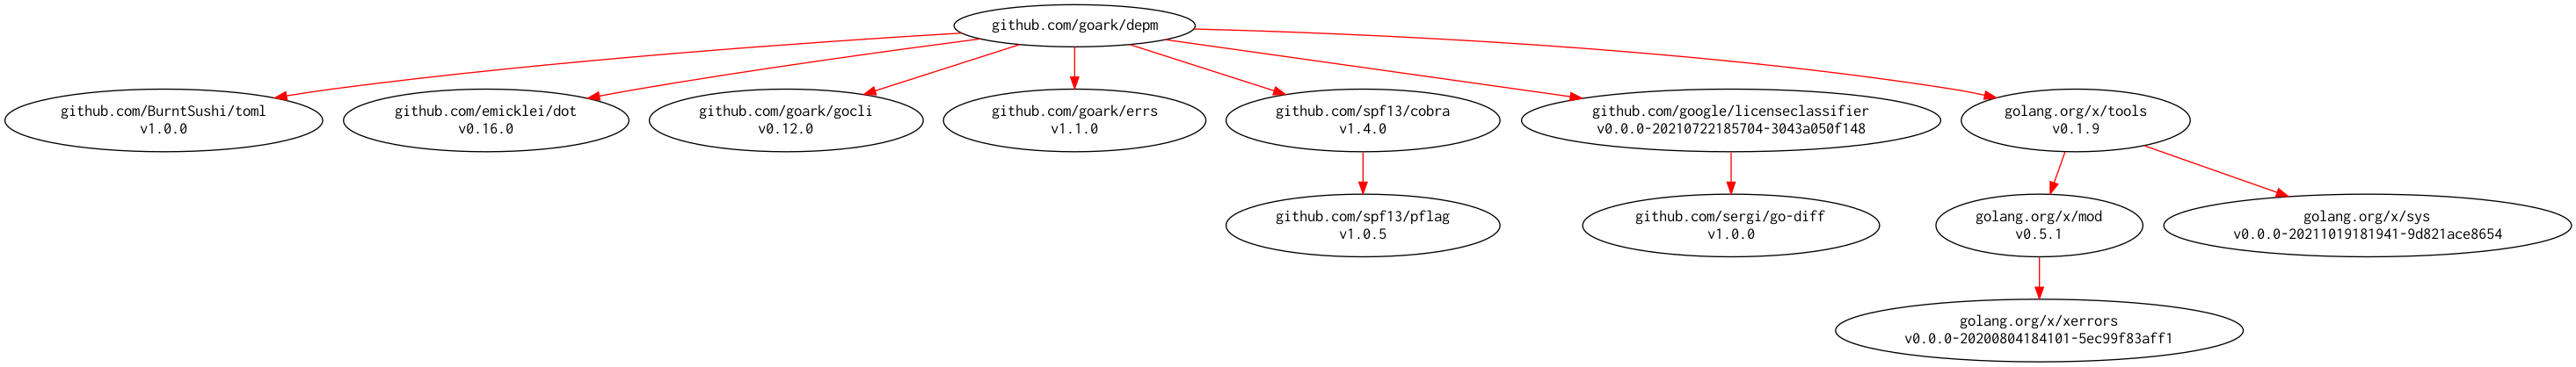 github.com/goark/depm
github.com/BurntSushi/toml
v1.0.0
github.com/emicklei/dot
v0.16.0
github.com/goark/gocli
v0.12.0
github.com/goark/errs
v1.1.0
github.com/spf13/cobra
v1.4.0
github.com/google/licenseclassifier
v0.0.0-20210722185704-3043a050f148
golang.org/x/tools
v0.1.9
github.com/spf13/pflag
v1.0.5
github.com/sergi/go-diff
v1.0.0
golang.org/x/mod
v0.5.1
golang.org/x/sys
v0.0.0-20211019181941-9d821ace8654
golang.org/x/xerrors
v0.0.0-20200804184101-5ec99f83aff1